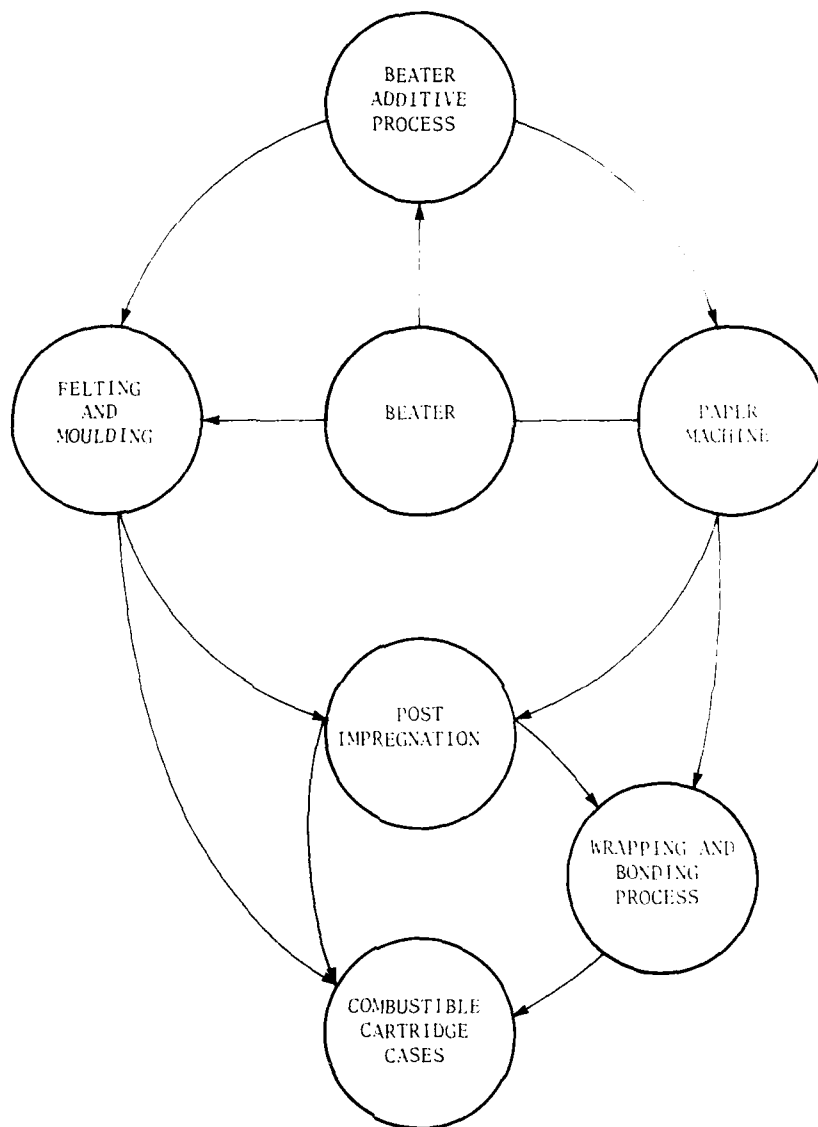 BEATER
ADDITIVE
PROCESS
FELTING
AND
MOULDING
BEATER
PAPER
MACHINE
POST
IMPREGNATION
WRAPPING AND
BONDING
PROCESS
COMBUSTIBLE
CARTRIDGE
CASES